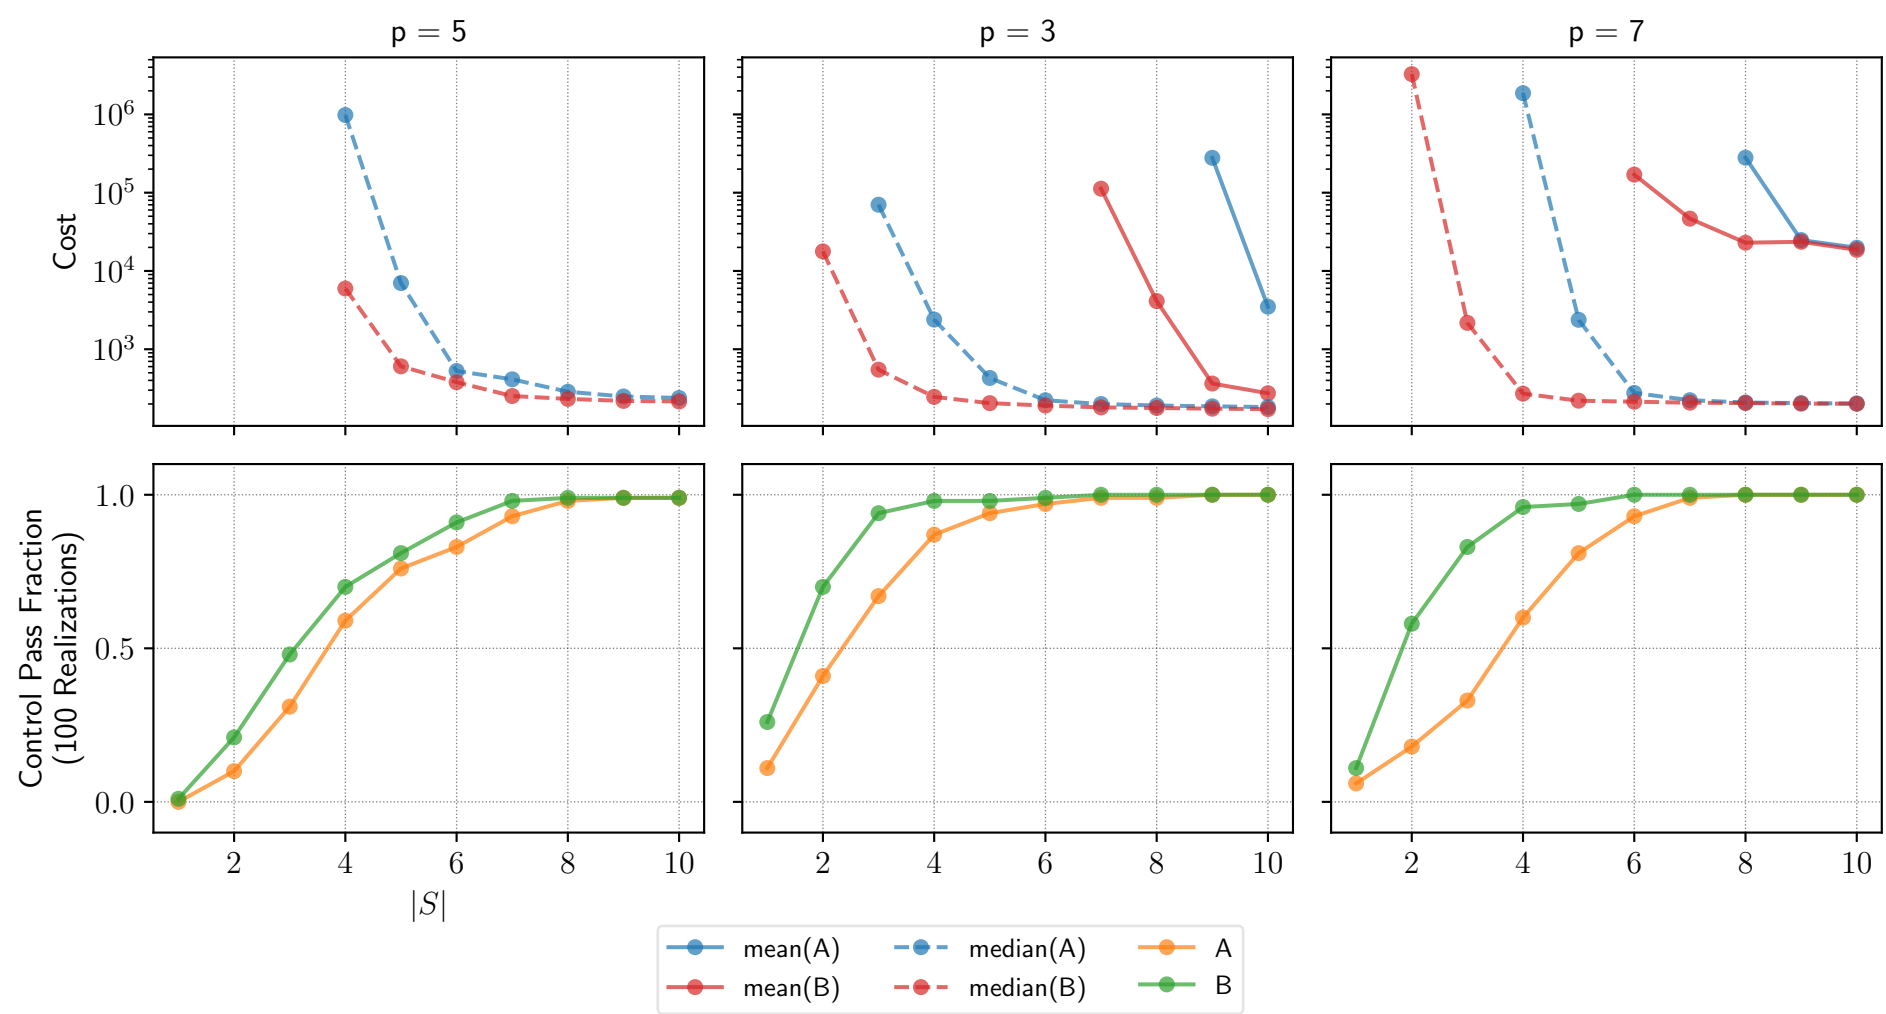 p = 5
p = 3
p = 7
Cost
10^6
10^5
10^4
10^3
Control Pass Fraction
(100 Realizations)
1.0
0.5
0.0
2 4 6 8 10
2 4 6 8 10
2 4 6 8 10
|S|
mean(A) median(A) A
mean(B) median(B) B